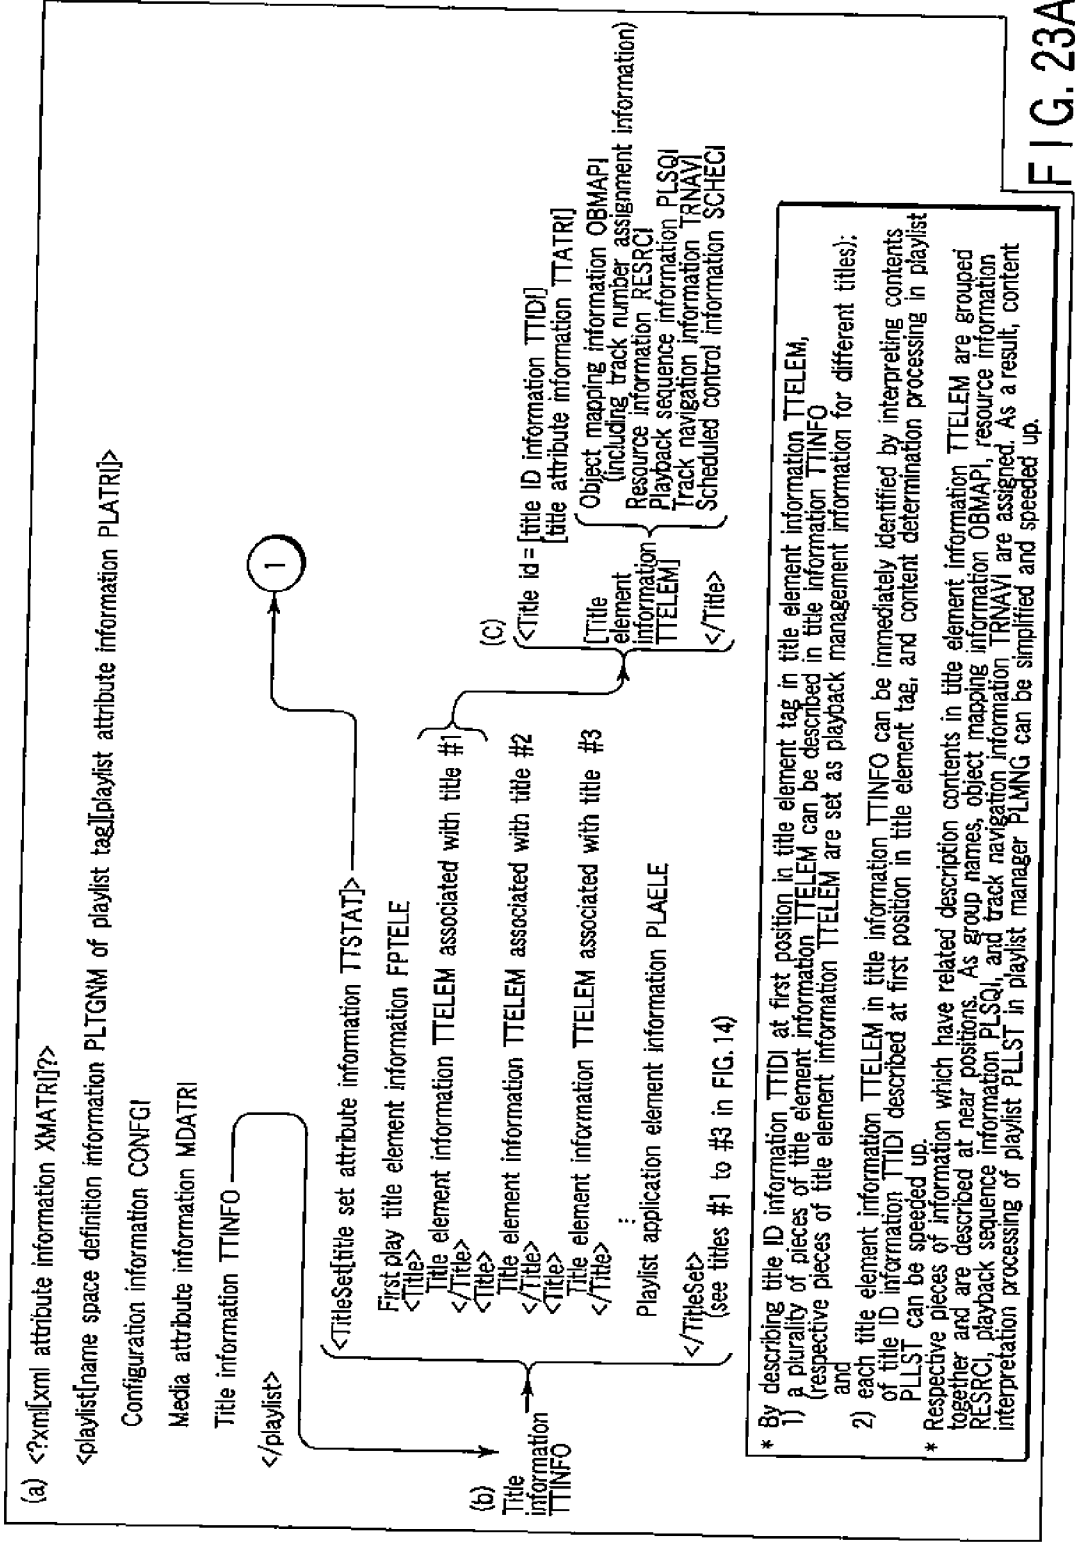 (a) <?xml[xml attribute information XMATRI]?>
<playlist[name space definition information PLTGNM of playlist tag][playlist attribute information PLATRI]>
Configuration information CONFGI
Media attribute information MDATRI
Title information TTINFO
</playlist>
1
(b)
Title
information
TTINFO
<TitleSet[title set attribute information TTSTAT]>
First play title element information FPTELE
<Title>
Title element information TTELEM associated with title #1
</Title>
<Title>
Title element information TTELEM associated with title #2
</Title>
<Title>
Title element information TTELEM associated with title #3
</Title>
⋮
Playlist application element information PLAELE
</TitleSet>
(see titles #1 to #3 in FIG. 14)
(c)
<Title id = [title ID information TTIDI]
[title attribute information TTATRI]
[Title
element
information
TTELEM]
Object mapping information OBMAPI
(including track number assignment information)
Resource information RESRCI
Playback sequence information PLSQI
Track navigation information TRNAVI
Scheduled control information SCHECI
</Title>
* By describing title ID information TTIDI at first position in title element tag in title element information TTELEM,
1) a plurality of pieces of title element information TTELEM can be described in title information TTINFO
(respective pieces of title element information TTELEM are set as playback management information for different titles);
and
2) each title element information TTELEM in title information TTINFO can be immediately identified by interpreting contents
of title ID information TTIDI described at first position in title element tag, and content determination processing in playlist
PLLST can be speeded up.
* Respective pieces of information which have related description contents in title element information TTELEM are grouped
together and are described at near positions. As group names, object mapping information OBMAPI, resource information
RESRCI, playback sequence information PLSQI, and track navigation information TRNAVI are assigned. As a result, content
interpretation processing of playlist PLLST in playlist manager PLMNG can be simplified and speeded up.
FIG. 23A